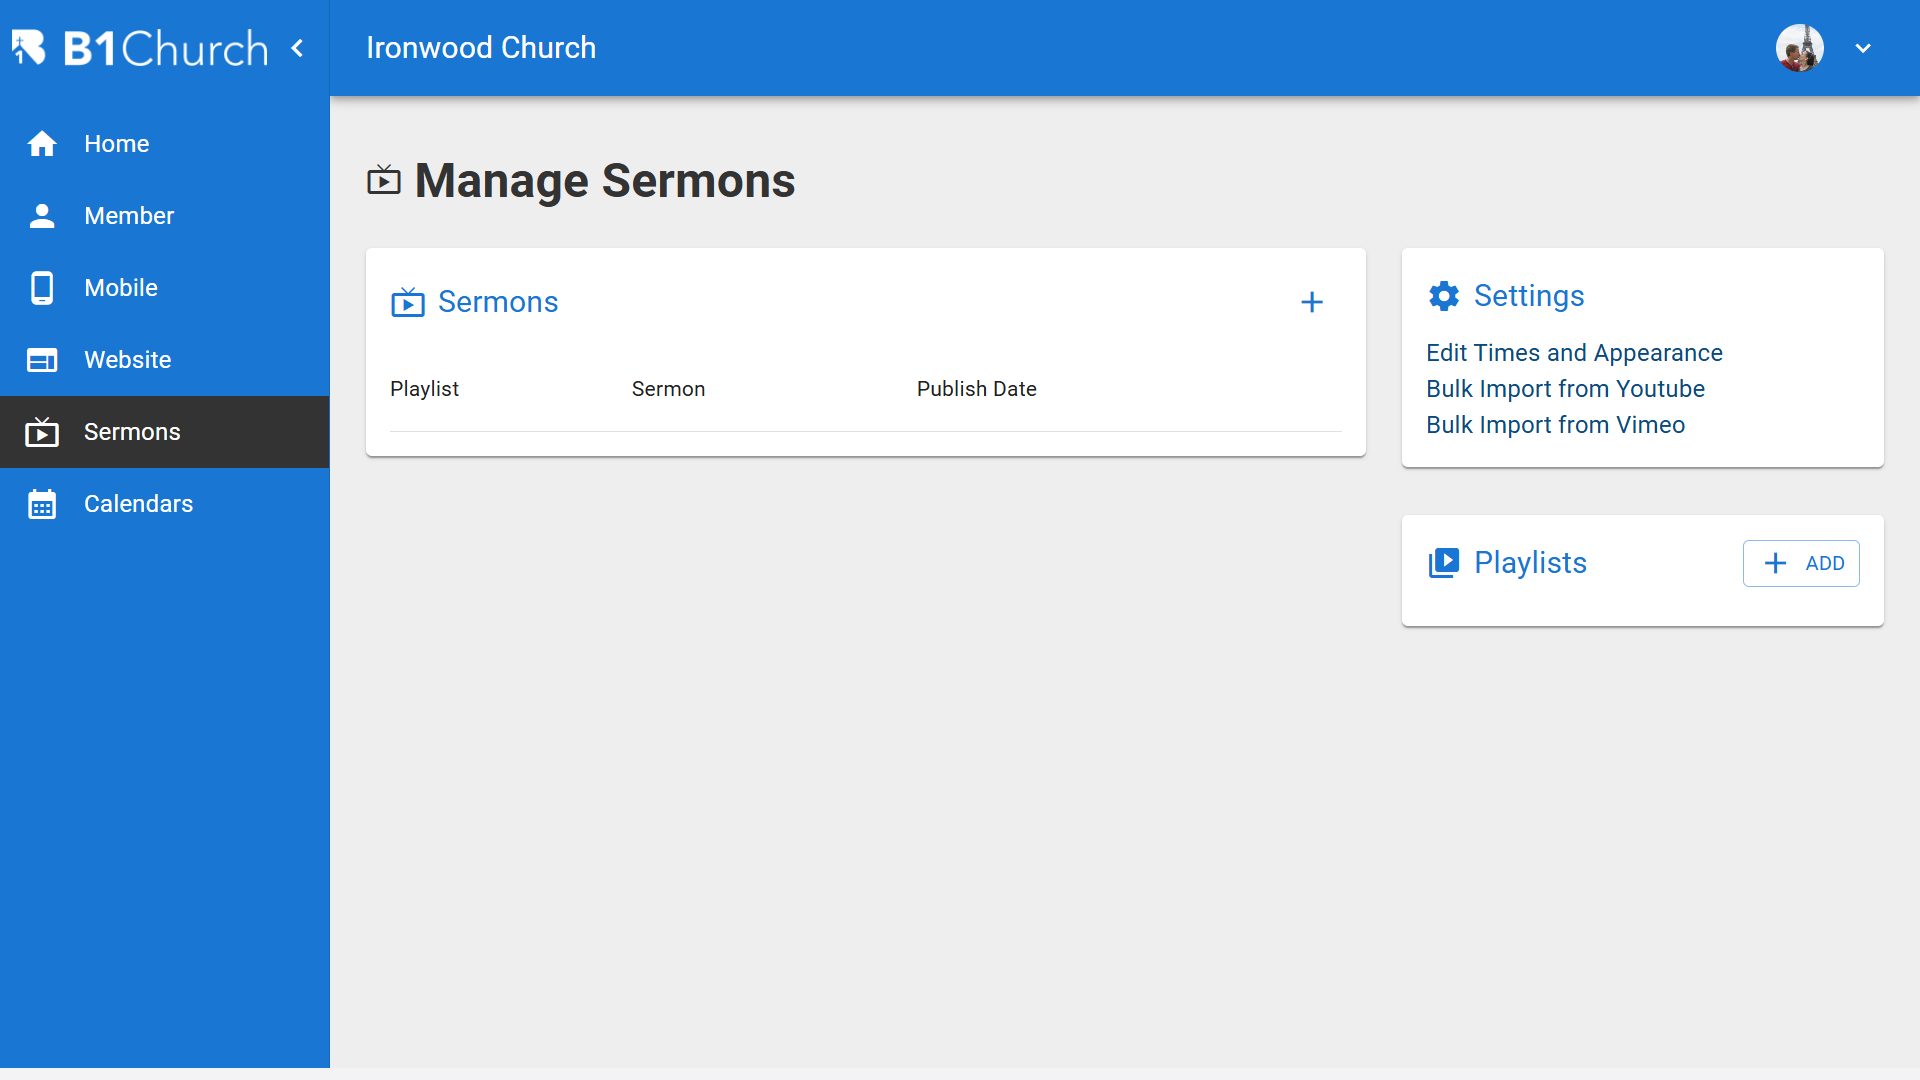 B1Church
Ironwood Church
Home
Member
Mobile
Website
Sermons
Calendars
Manage Sermons
Sermons
Playlist
Sermon
Publish Date
Settings
Edit Times and Appearance
Bulk Import from Youtube
Bulk Import from Vimeo
Playlists
ADD